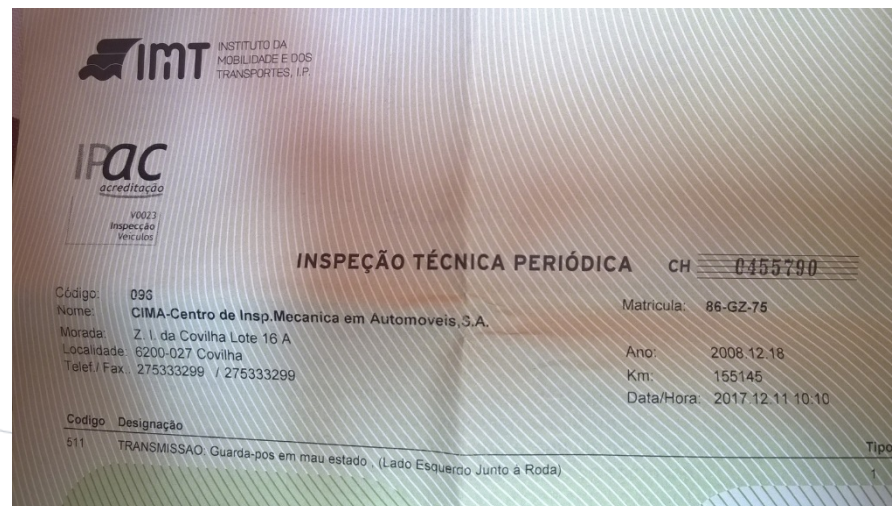 IMT INSTITUTO DA
MOBILIDADE E DOS
TRANSPORTES, I.P.
IPAC
acreditação
V0023
Inspecção
Veículos
INSPEÇÃO TÉCNICA PERIÓDICA CH 0455790
Código: 096
Nome: CIMA-Centro de Insp.Mecanica em Automoveis,S.A.
Morada: Z. I. da Covilha Lote 16 A
Localidade: 6200-027 Covilha
Telef./ Fax.: 275333299 / 275333299
Matricula: 86-GZ-75
Ano: 2008.12.18
Km: 155145
Data/Hora: 2017.12.11 10:10
Codigo Designação Tipo
511 TRANSMISSAO: Guarda-pos em mau estado , (Lado Esquerdo Junto á Roda) 1